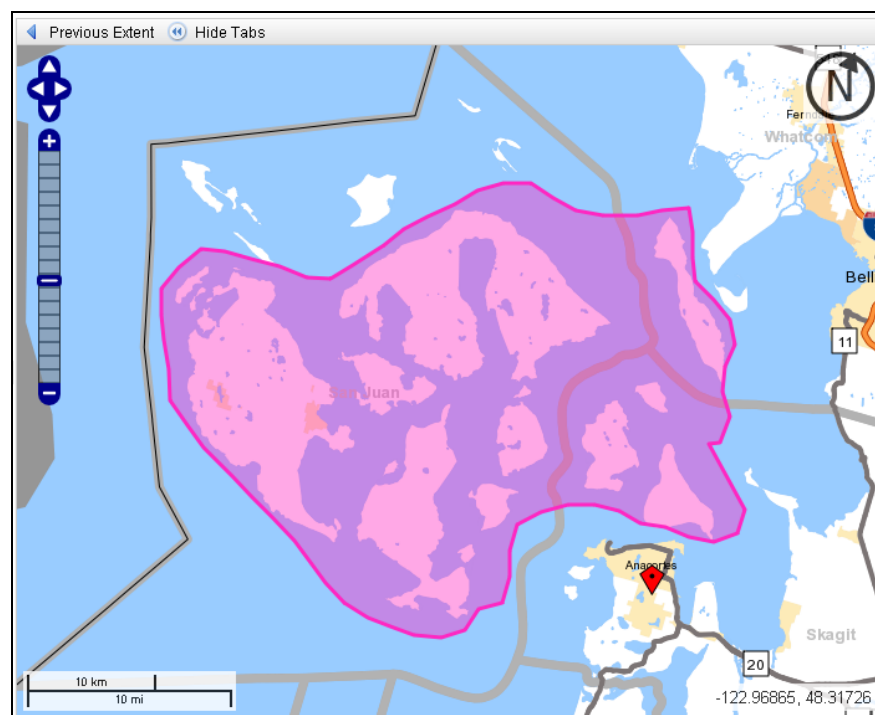 Previous Extent Hide Tabs
N
Whatcom
Bell
11
San Juan
Anacortes
Skagit
20
10 km
10 mi
-122.96865, 48.31726